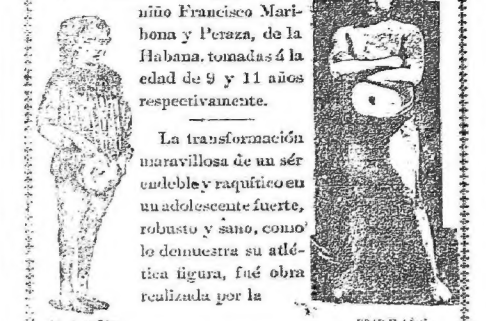 niño Francisco Mari-
bona y Peraza, de la
Habana, tomadas á la
edad de 9 y 11 años
respectivamente.
La transformación
maravillosa de un sér
endeble y raquítico en
un adolescente fuerte,
robusto y sano, como
lo demuestra su atlé-
tica figura, fué obra
realizada por la